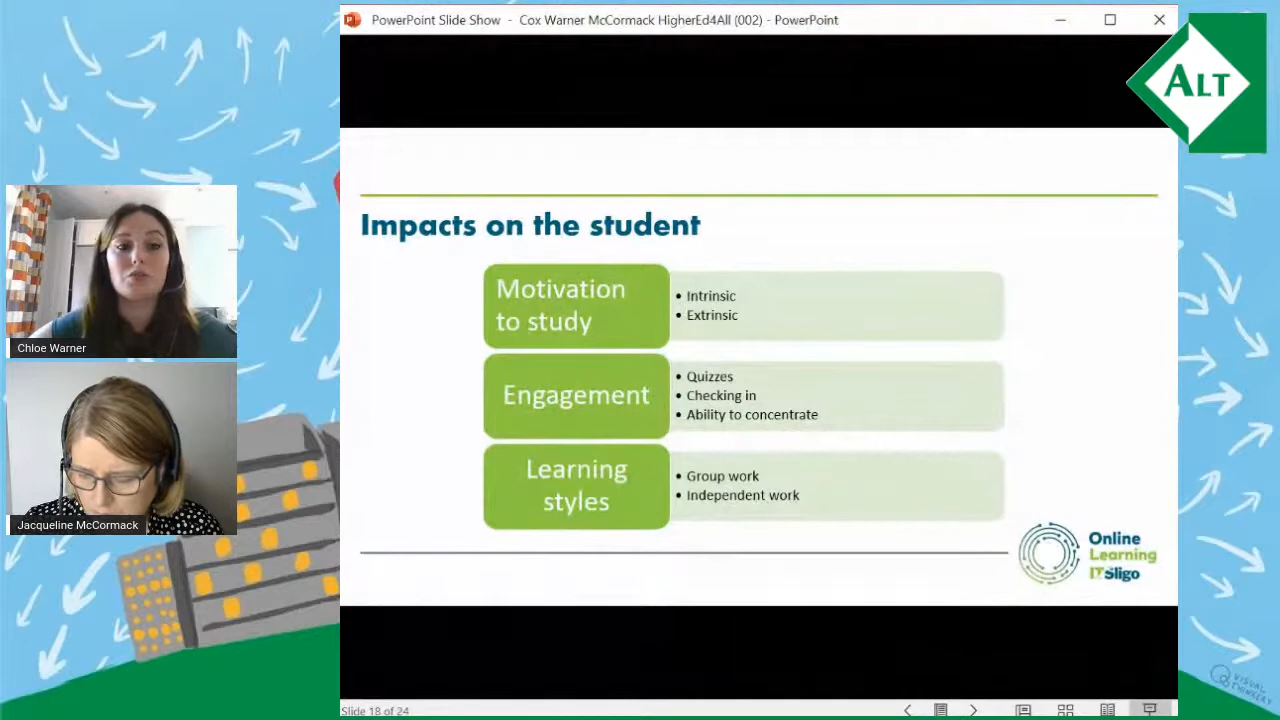 PowerPoint Slide Show - Cox Warner McCormack HigherEd4All (002) - PowerPoint
ALT
Impacts on the student
Motivation
to study
• Intrinsic
• Extrinsic
Engagement
• Quizzes
• Checking in
• Ability to concentrate
Learning
styles
• Group work
• Independent work
Chloe Warner
Jacqueline McCormack
Online
Learning
IT Sligo
VISUAL
THINKERY
Slide 18 of 24